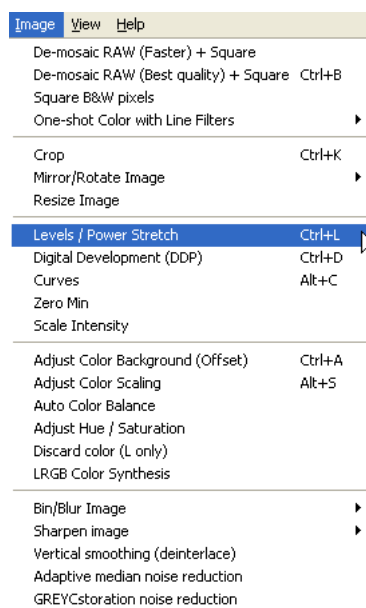 Image View Help
De-mosaic RAW (Faster) + Square
De-mosaic RAW (Best quality) + Square Ctrl+B
Square B&W pixels
One-shot Color with Line Filters
Crop Ctrl+K
Mirror/Rotate Image
Resize Image
Levels / Power Stretch Ctrl+L
Digital Development (DDP) Ctrl+D
Curves Alt+C
Zero Min
Scale Intensity
Adjust Color Background (Offset) Ctrl+A
Adjust Color Scaling Alt+S
Auto Color Balance
Adjust Hue / Saturation
Discard color (L only)
LRGB Color Synthesis
Bin/Blur Image
Sharpen image
Vertical smoothing (deinterlace)
Adaptive median noise reduction
GREYCstoration noise reduction